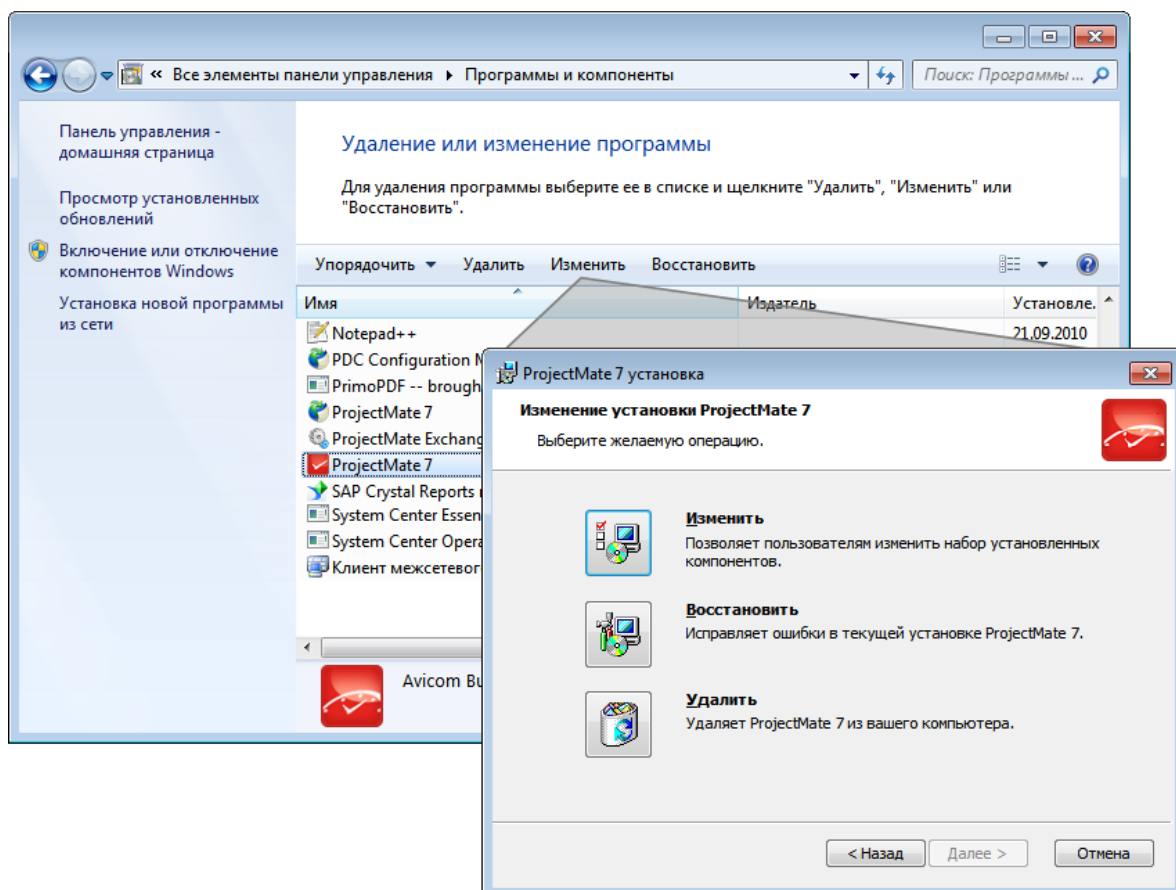 « Все элементы панели управления ▸ Программы и компоненты
Поиск: Программы ...
Панель управления -
домашняя страница
Просмотр установленных
обновлений
Включение или отключение
компонентов Windows
Установка новой программы
из сети
Удаление или изменение программы
Для удаления программы выберите ее в списке и щелкните "Удалить", "Изменить" или
"Восстановить".
Упорядочить Удалить Изменить Восстановить
Имя Издатель Установле.
Notepad++ 21.09.2010
PDC Configuration
PrimoPDF -- brough
ProjectMate 7
ProjectMate Exchang
ProjectMate 7
SAP Crystal Reports
System Center Essen
System Center Opera
Клиент межсетевог
Avicom Bu
ProjectMate 7 установка
Изменение установки ProjectMate 7
Выберите желаемую операцию.
Изменить
Позволяет пользователям изменить набор установленных
компонентов.
Восстановить
Исправляет ошибки в текущей установке ProjectMate 7.
Удалить
Удаляет ProjectMate 7 из вашего компьютера.
< Назад Далее > Отмена